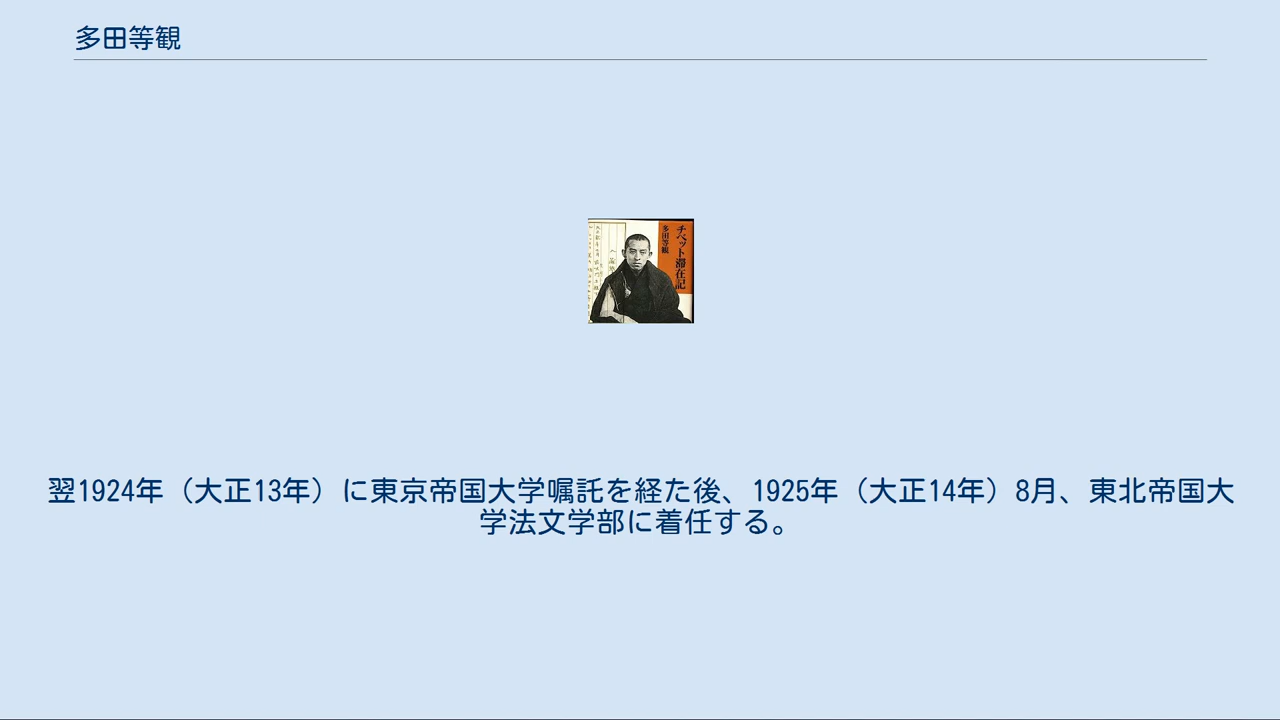 多田等観
チベット滞在記
多田等観
翌1924年（大正13年）に東京帝国大学嘱託を経た後、1925年（大正14年）8月、東北帝国大
学法文学部に着任する。